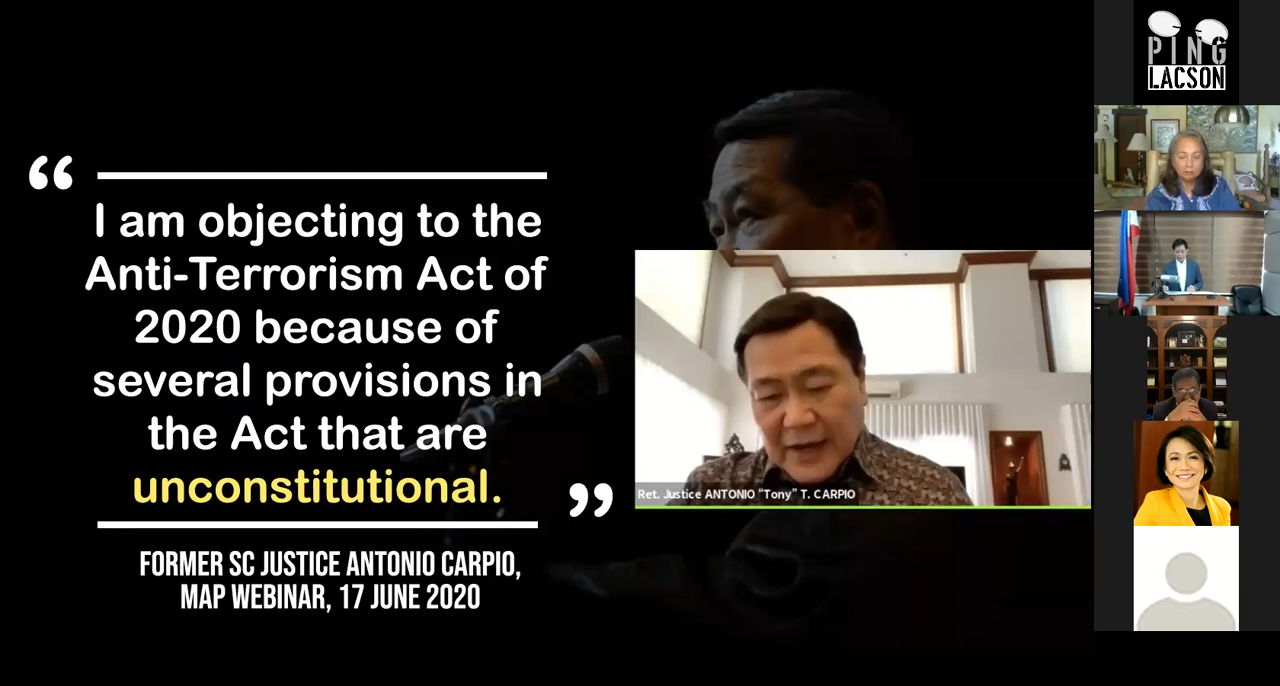 “
I am objecting to the
Anti-Terrorism Act of
2020 because of
several provisions in
the Act that are
unconstitutional.
”
FORMER SC JUSTICE ANTONIO CARPIO,
MAP WEBINAR, 17 JUNE 2020
Ret. Justice ANTONIO “Tony” T. CARPIO
PING
LACSON